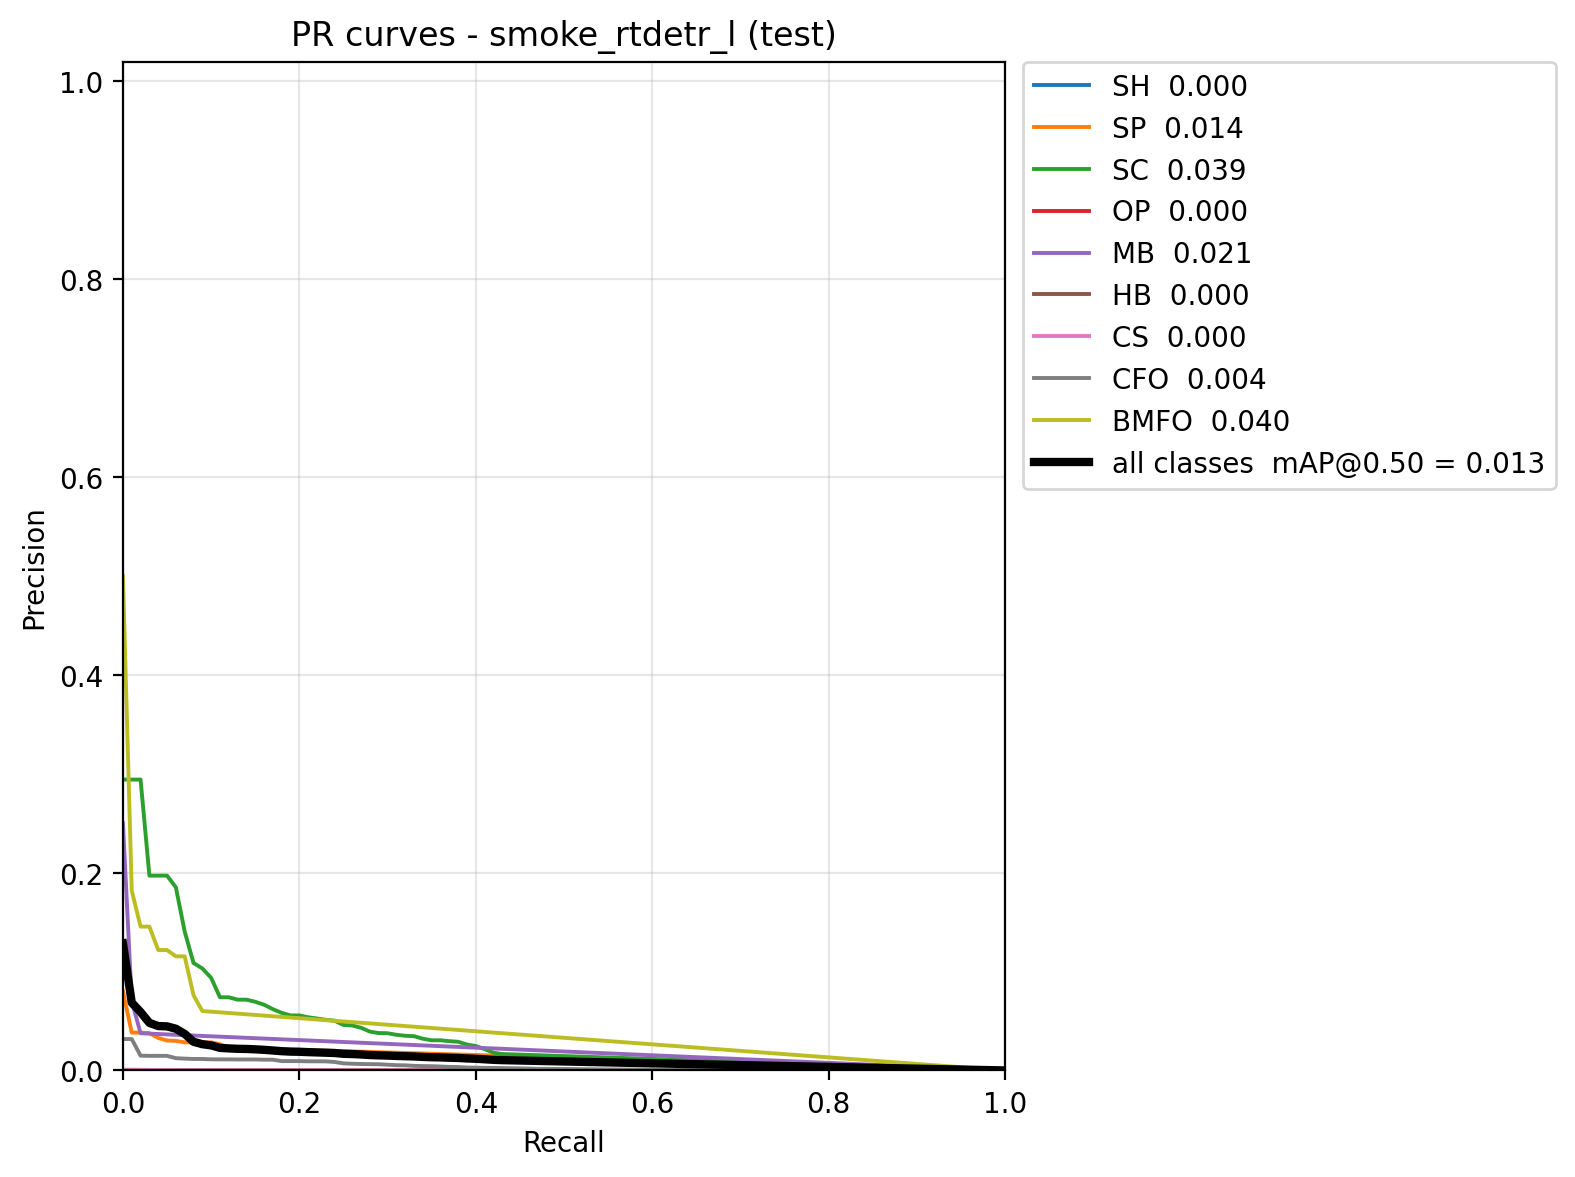 PR curves - smoke_rtdetr_l (test)
1.0
0.8
0.6
0.4
0.2
0.0
Precision
0.0 0.2 0.4 0.6 0.8 1.0
Recall
SH 0.000
SP 0.014
SC 0.039
OP 0.000
MB 0.021
HB 0.000
CS 0.000
CFO 0.004
BMFO 0.040
all classes mAP@0.50 = 0.013